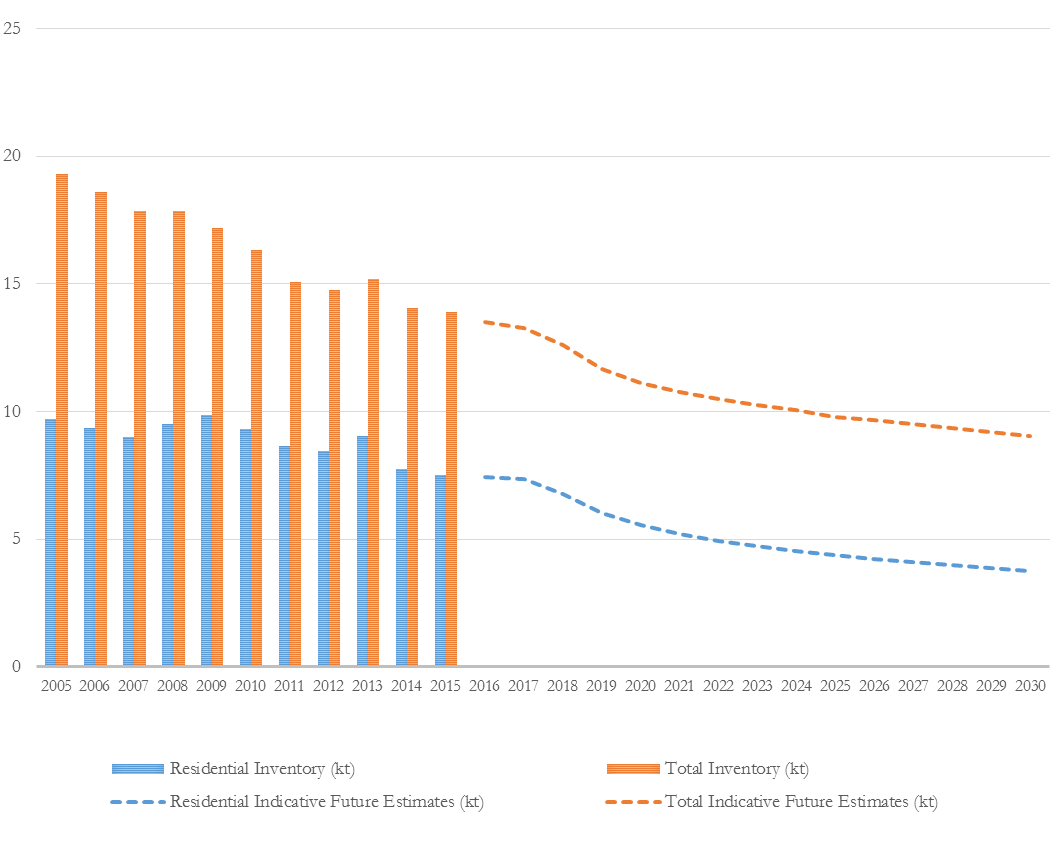 25
20
15
10
5
0
2005 2006 2007 2008 2009 2010 2011 2012 2013 2014 2015 2016 2017 2018 2019 2020 2021 2022 2023 2024 2025 2026 2027 2028 2029 2030
Residential Inventory (kt) Total Inventory (kt)
Residential Indicative Future Estimates (kt) Total Indicative Future Estimates (kt)